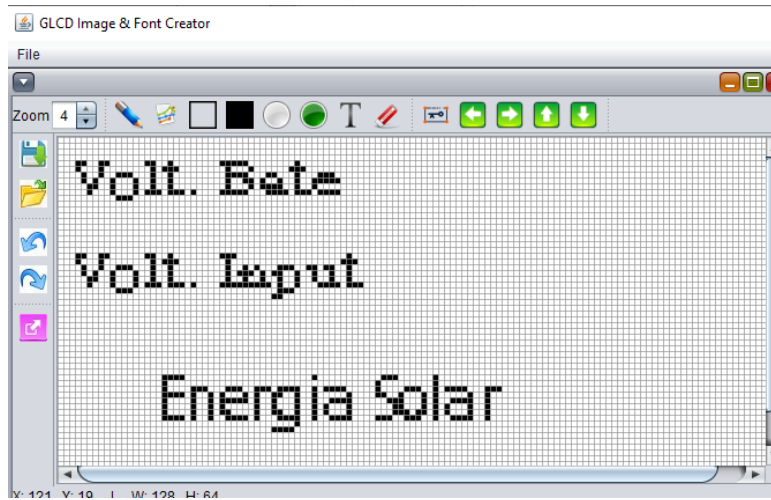 GLCD Image & Font Creator
File
Zoom 4 T
Volt. Bate
Volt. Input
Energia Solar
X: 121 Y: 19 | W: 128 H: 64